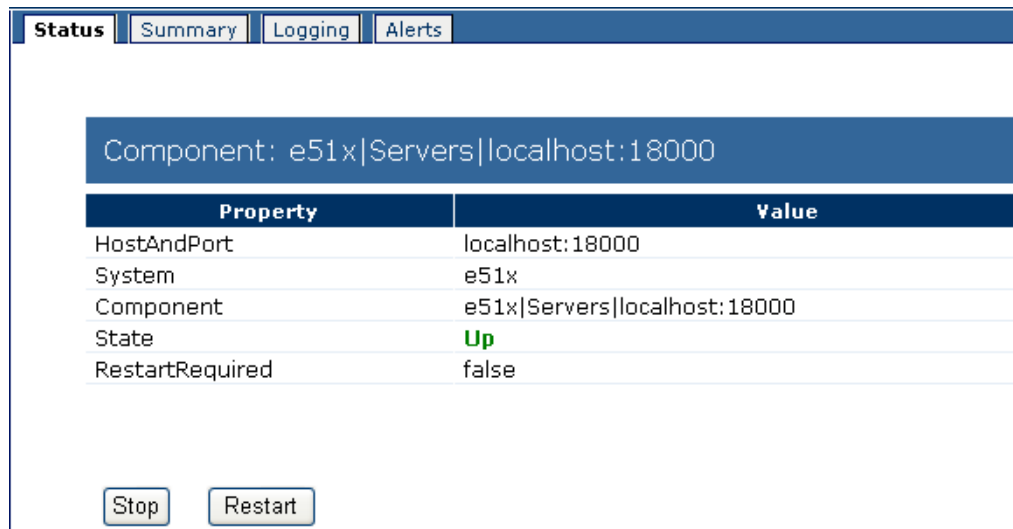 Status Summary Logging Alerts
Component: e51x|Servers|localhost:18000
Property Value
HostAndPort localhost:18000
System e51x
Component e51x|Servers|localhost:18000
State Up
RestartRequired false
Stop Restart